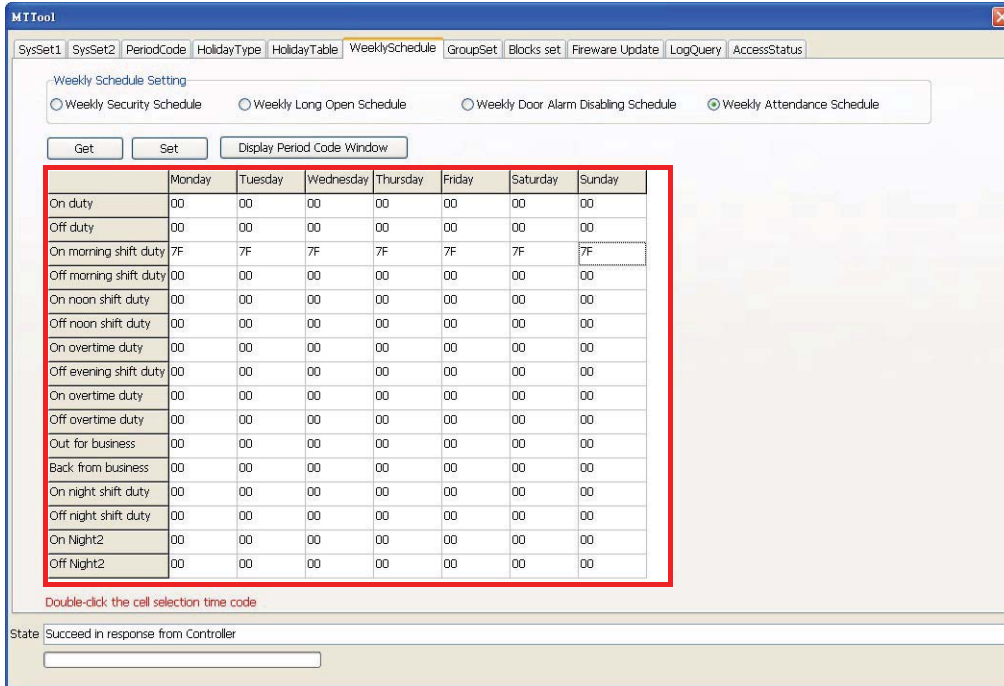 MTTool
SysSet1 SysSet2 PeriodCode HolidayType HolidayTable WeeklySchedule GroupSet Blocks set Fireware Update LogQuery AccessStatus
Weekly Schedule Setting
Weekly Security Schedule Weekly Long Open Schedule Weekly Door Alarm Disabling Schedule Weekly Attendance Schedule
Get Set Display Period Code Window
Monday Tuesday Wednesday Thursday Friday Saturday Sunday
On duty 00 00 00 00 00 00 00
Off duty 00 00 00 00 00 00 00
On morning shift duty 7F 7F 7F 7F 7F 7F 7F
Off morning shift duty 00 00 00 00 00 00 00
On noon shift duty 00 00 00 00 00 00 00
Off noon shift duty 00 00 00 00 00 00 00
On overtime duty 00 00 00 00 00 00 00
Off evening shift duty 00 00 00 00 00 00 00
On overtime duty 00 00 00 00 00 00 00
Off overtime duty 00 00 00 00 00 00 00
Out for business 00 00 00 00 00 00 00
Back from business 00 00 00 00 00 00 00
On night shift duty 00 00 00 00 00 00 00
Off night shift duty 00 00 00 00 00 00 00
On Night2 00 00 00 00 00 00 00
Off Night2 00 00 00 00 00 00 00
Double-click the cell selection time code
State Succeed in response from Controller